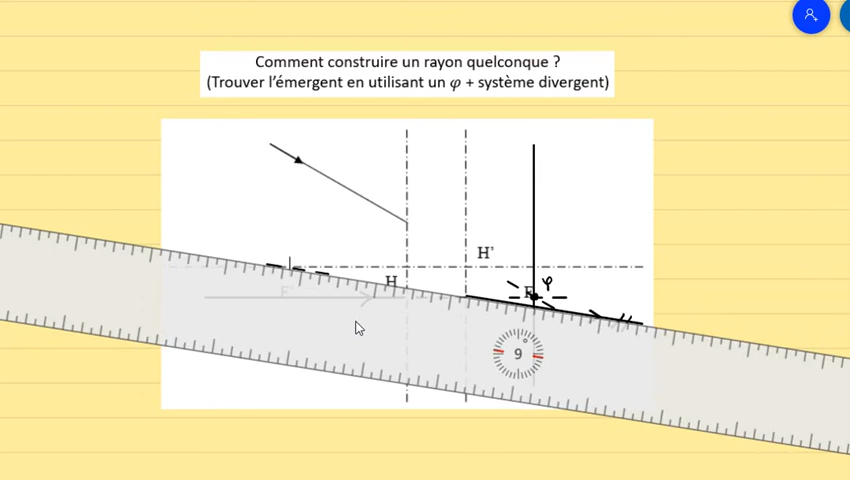 Comment construire un rayon quelconque ?
(Trouver l’émergent en utilisant un φ + système divergent)
H'
H
F'
F
φ
9